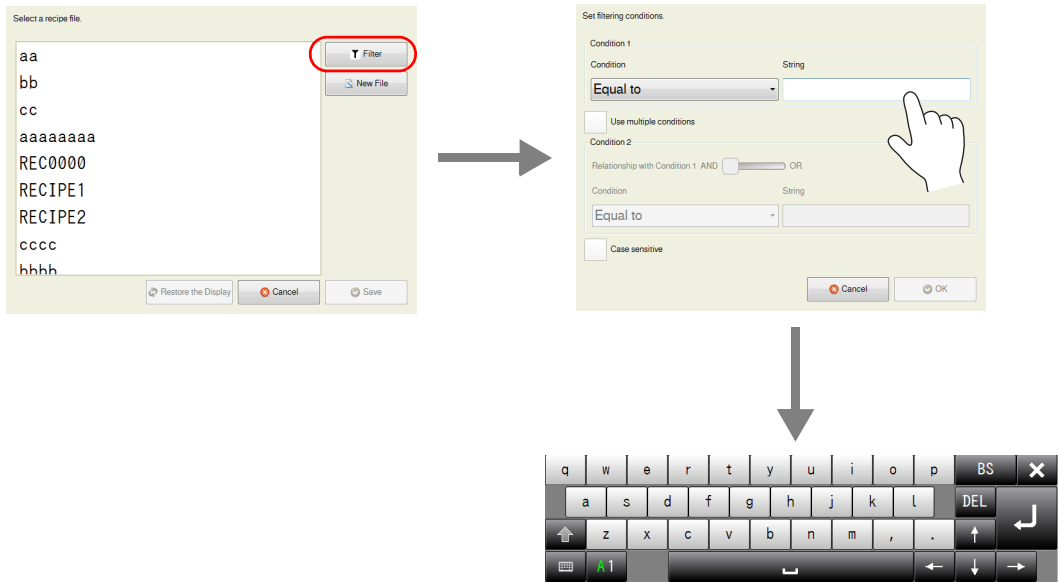 Select a recipe file.
aa
bb
cc
aaaaaaaa
REC0000
RECIPE1
RECIPE2
cccc
bbbb
Filter
New File
Restore the Display
Cancel
Save
Set filtering conditions.
Condition 1
Condition String
Equal to
Use multiple conditions
Condition 2
Relationship with Condition 1 AND OR
Condition String
Equal to
Case sensitive
Cancel OK
q w e r t y u i o p BS
a s d f g h j k l DEL
z x c v b n m , .
A1